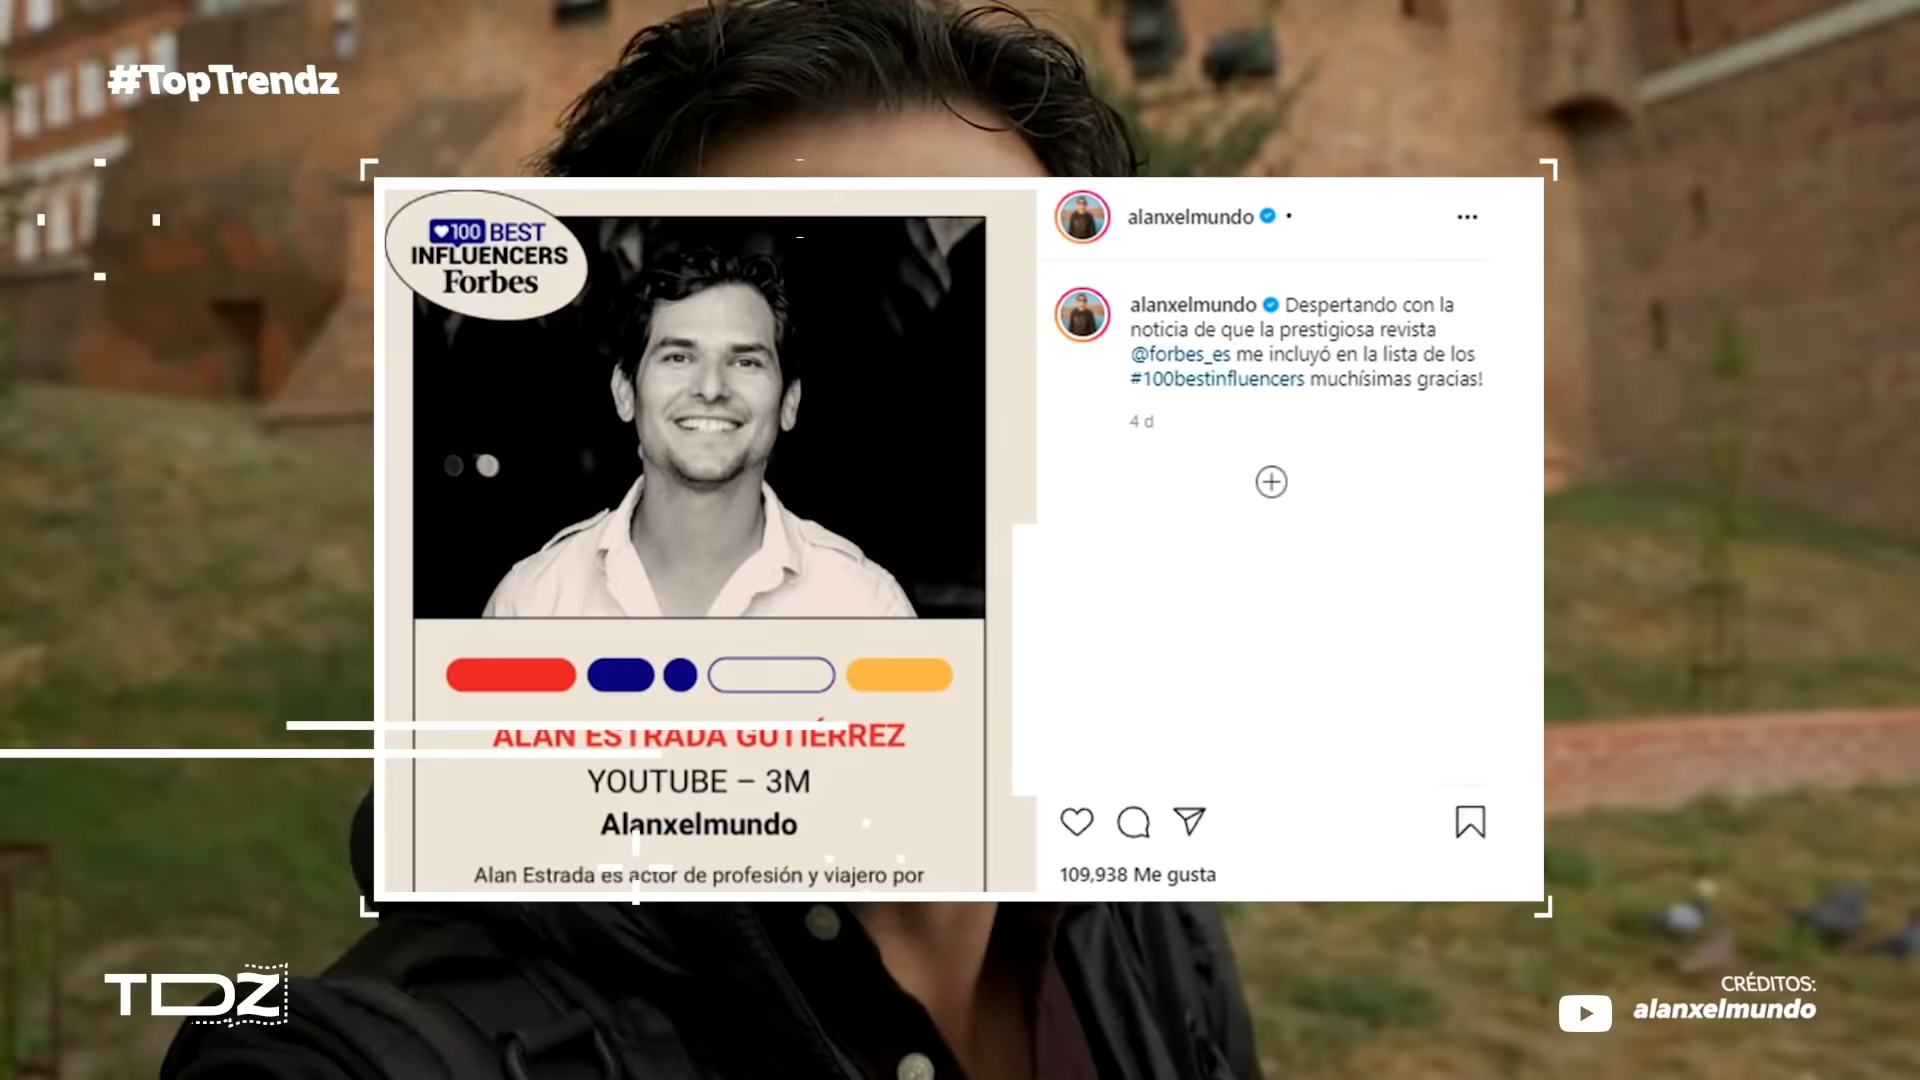 #TopTrendz
100 BEST
INFLUENCERS
Forbes
ALAN ESTRADA GUTIÉRREZ
YOUTUBE – 3M
Alanxelmundo
Alan Estrada es actor de profesión y viajero por
alanxelmundo •
alanxelmundo Despertando con la
noticia de que la prestigiosa revista
@forbes_es me incluyó en la lista de los
#100bestinfluencers muchísimas gracias!
4 d
109,938 Me gusta
TDZ
CRÉDITOS:
alanxelmundo